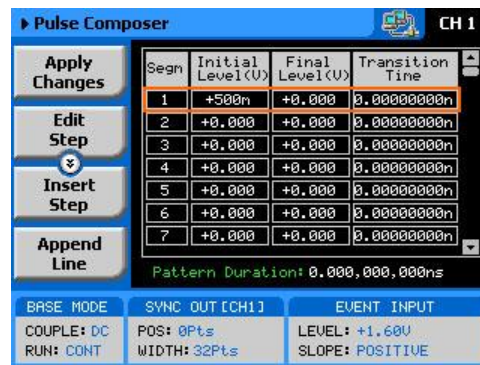 Pulse Composer CH 1
Apply Changes
Edit Step
Insert Step
Append Line
Segm Initial Level(V) Final Level(V) Transition Time
1 +500m +0.000 0.00000000n
2 +0.000 +0.000 0.00000000n
3 +0.000 +0.000 0.00000000n
4 +0.000 +0.000 0.00000000n
5 +0.000 +0.000 0.00000000n
6 +0.000 +0.000 0.00000000n
7 +0.000 +0.000 0.00000000n
Pattern Duration: 0.000,000,000ns
BASE MODE
COUPLE: DC
RUN: CONT
SYNC OUT [CH1]
POS: 0Pts
WIDTH: 32Pts
EVENT INPUT
LEVEL: +1.60V
SLOPE: POSITIVE